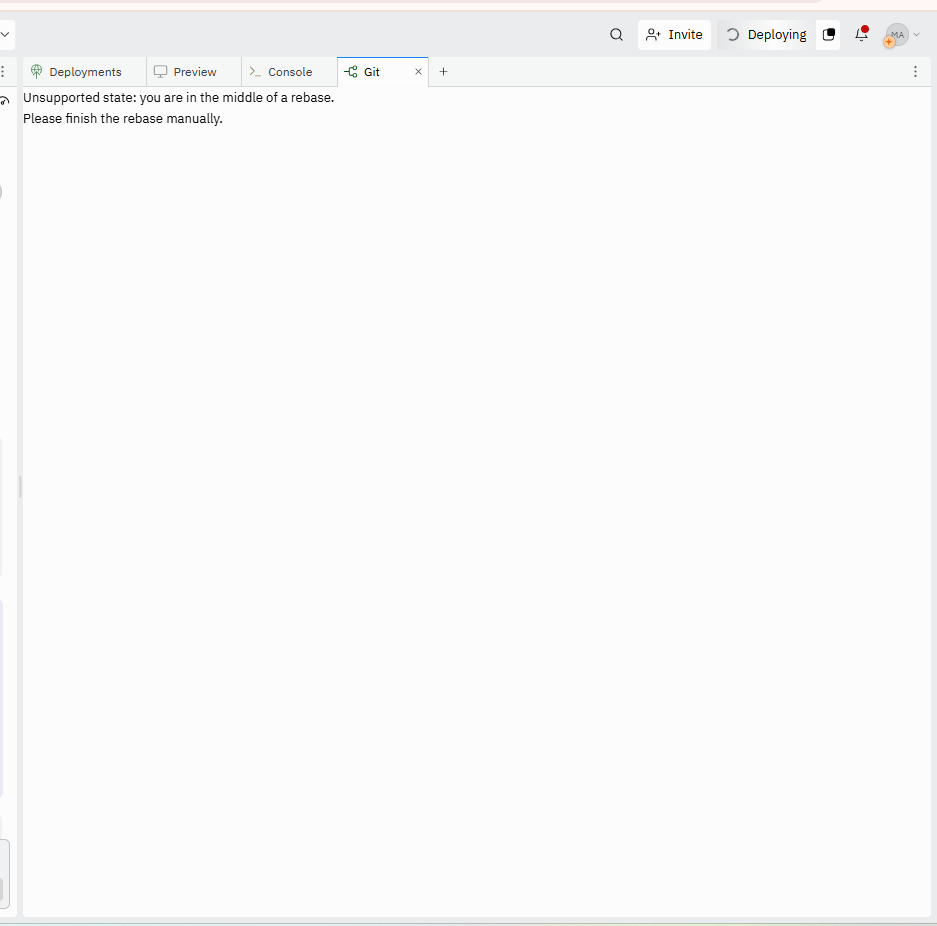 Invite
Deploying
MA
Deployments
Preview
Console
Git
Unsupported state: you are in the middle of a rebase.
Please finish the rebase manually.